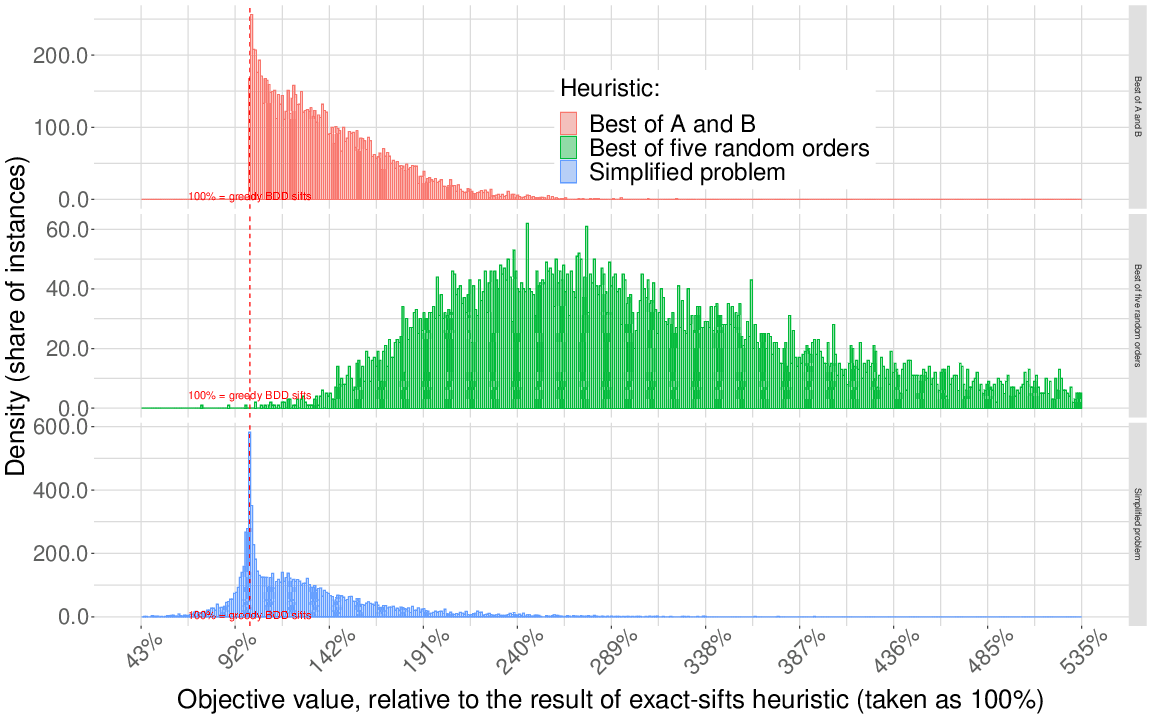 Density (share of instances)
200.0
100.0
0.0
100% = greedy BDD sifts
Best of A and B
Heuristic:
Best of A and B
Best of five random orders
Simplified problem
60.0
40.0
20.0
0.0
100% = greedy BDD sifts
Best of five random orders
600.0
400.0
200.0
0.0
100% = greedy BDD sifts
Simplified problem
43% 92% 142% 191% 240% 289% 338% 387% 436% 485% 535%
Objective value, relative to the result of exact-sifts heuristic (taken as 100%)